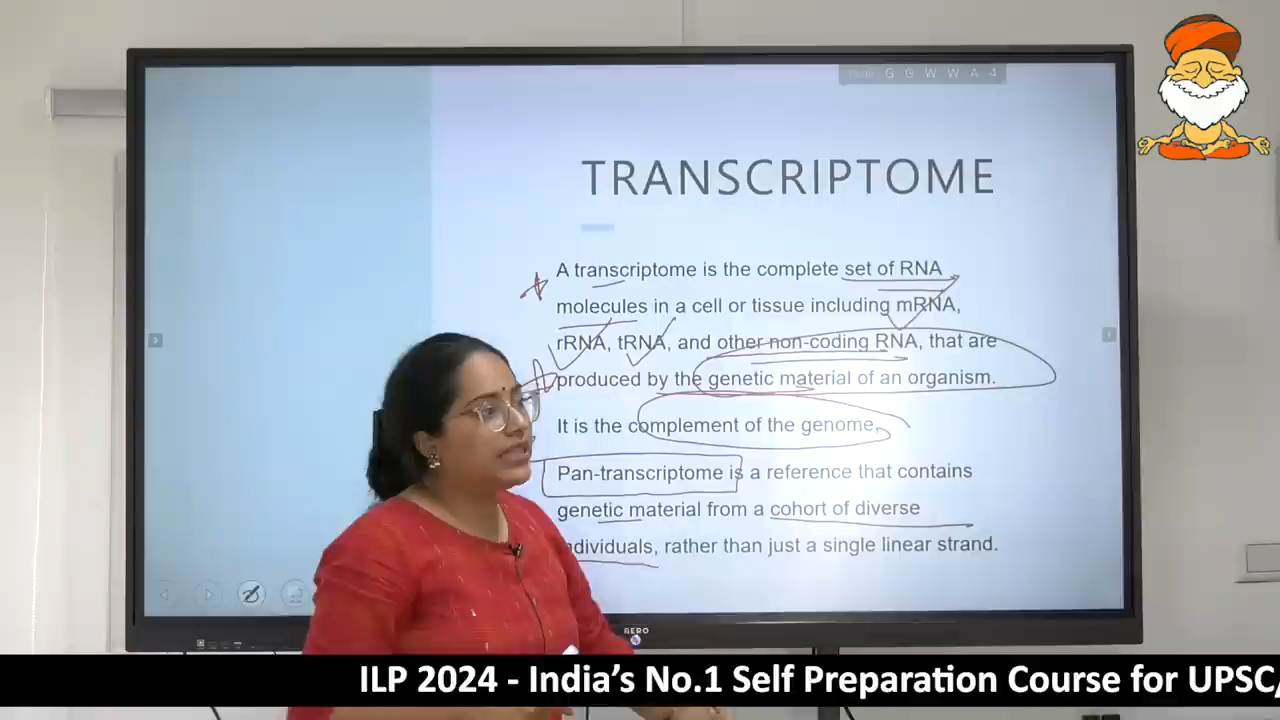 G G W W A 4
TRANSCRIPTOME
A transcriptome is the complete set of RNA
molecules in a cell or tissue including mRNA,
rRNA, tRNA, and other non-coding RNA, that are
produced by the genetic material of an organism.
It is the complement of the genome.
Pan-transcriptome is a reference that contains
genetic material from a cohort of diverse
individuals, rather than just a single linear strand.
AERO
ILP 2024 - India’s No.1 Self Preparation Course for UPSC/